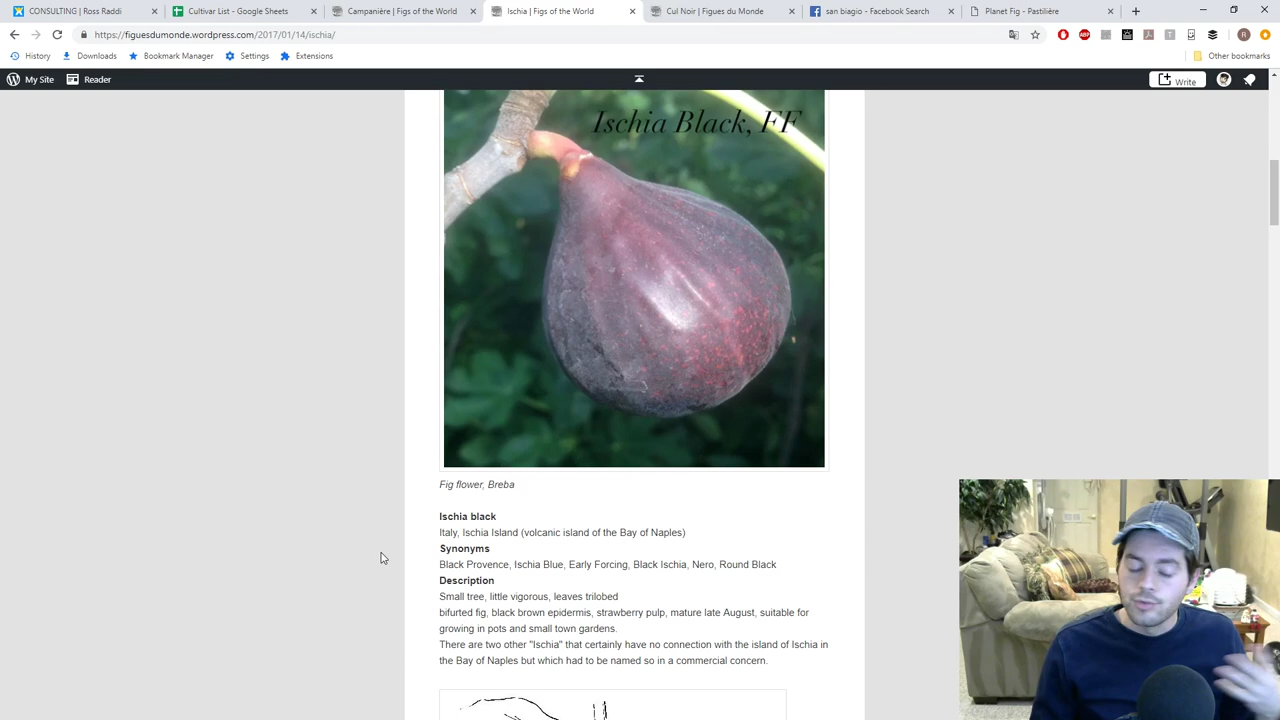 CONSULTING | Ross Raddi
Cultivar List - Google Sheets
Campanière | Figs of the World
Ischia | Figs of the World
Cul Noir | Figues du Monde
san biagio - Facebook Search
Planet Fig - Pastilière
https://figuesdumonde.wordpress.com/2017/01/14/ischia/
History
Downloads
Bookmark Manager
Settings
Extensions
Other bookmarks
My Site
Reader
Write
Ischia Black, FF
Fig flower, Breba
Ischia black
Italy, Ischia Island (volcanic island of the Bay of Naples)
Synonyms
Black Provence, Ischia Blue, Early Forcing, Black Ischia, Nero, Round Black
Description
Small tree, little vigorous, leaves trilobed
bifurted fig, black brown epidermis, strawberry pulp, mature late August, suitable for
growing in pots and small town gardens.
There are two other "Ischia" that certainly have no connection with the island of Ischia in
the Bay of Naples but which had to be named so in a commercial concern.